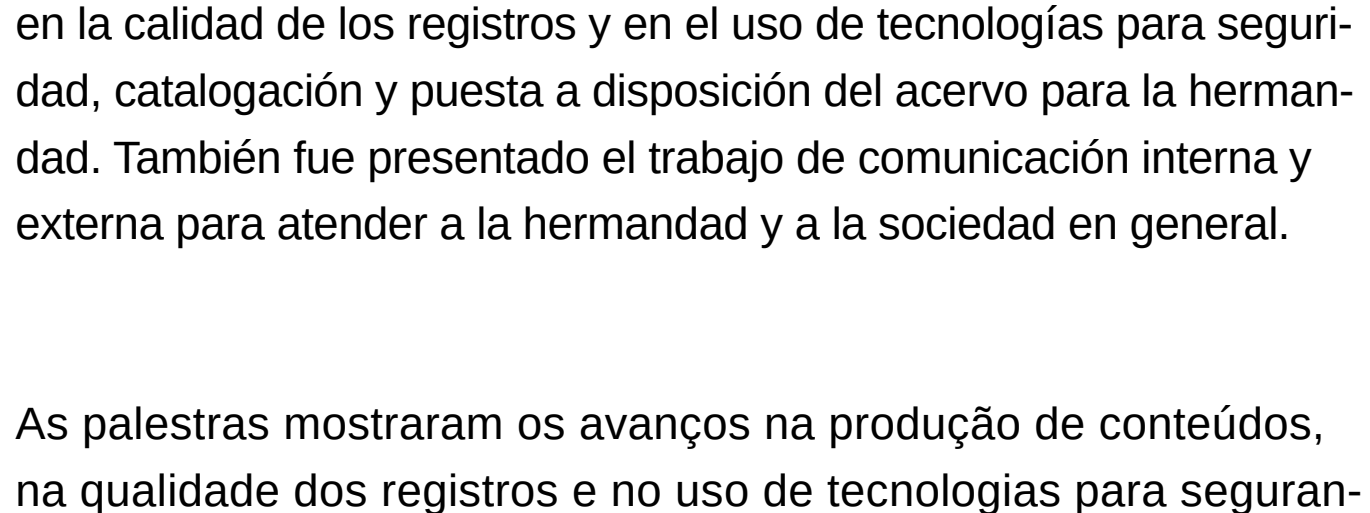 en la calidad de los registros y en el uso de tecnologías para seguri-
dad, catalogación y puesta a disposición del acervo para la herman-
dad. También fue presentado el trabajo de comunicación interna y
externa para atender a la hermandad y a la sociedad en general.
As palestras mostraram os avanços na produção de conteúdos,
na qualidade dos registros e no uso de tecnologias para seguran-